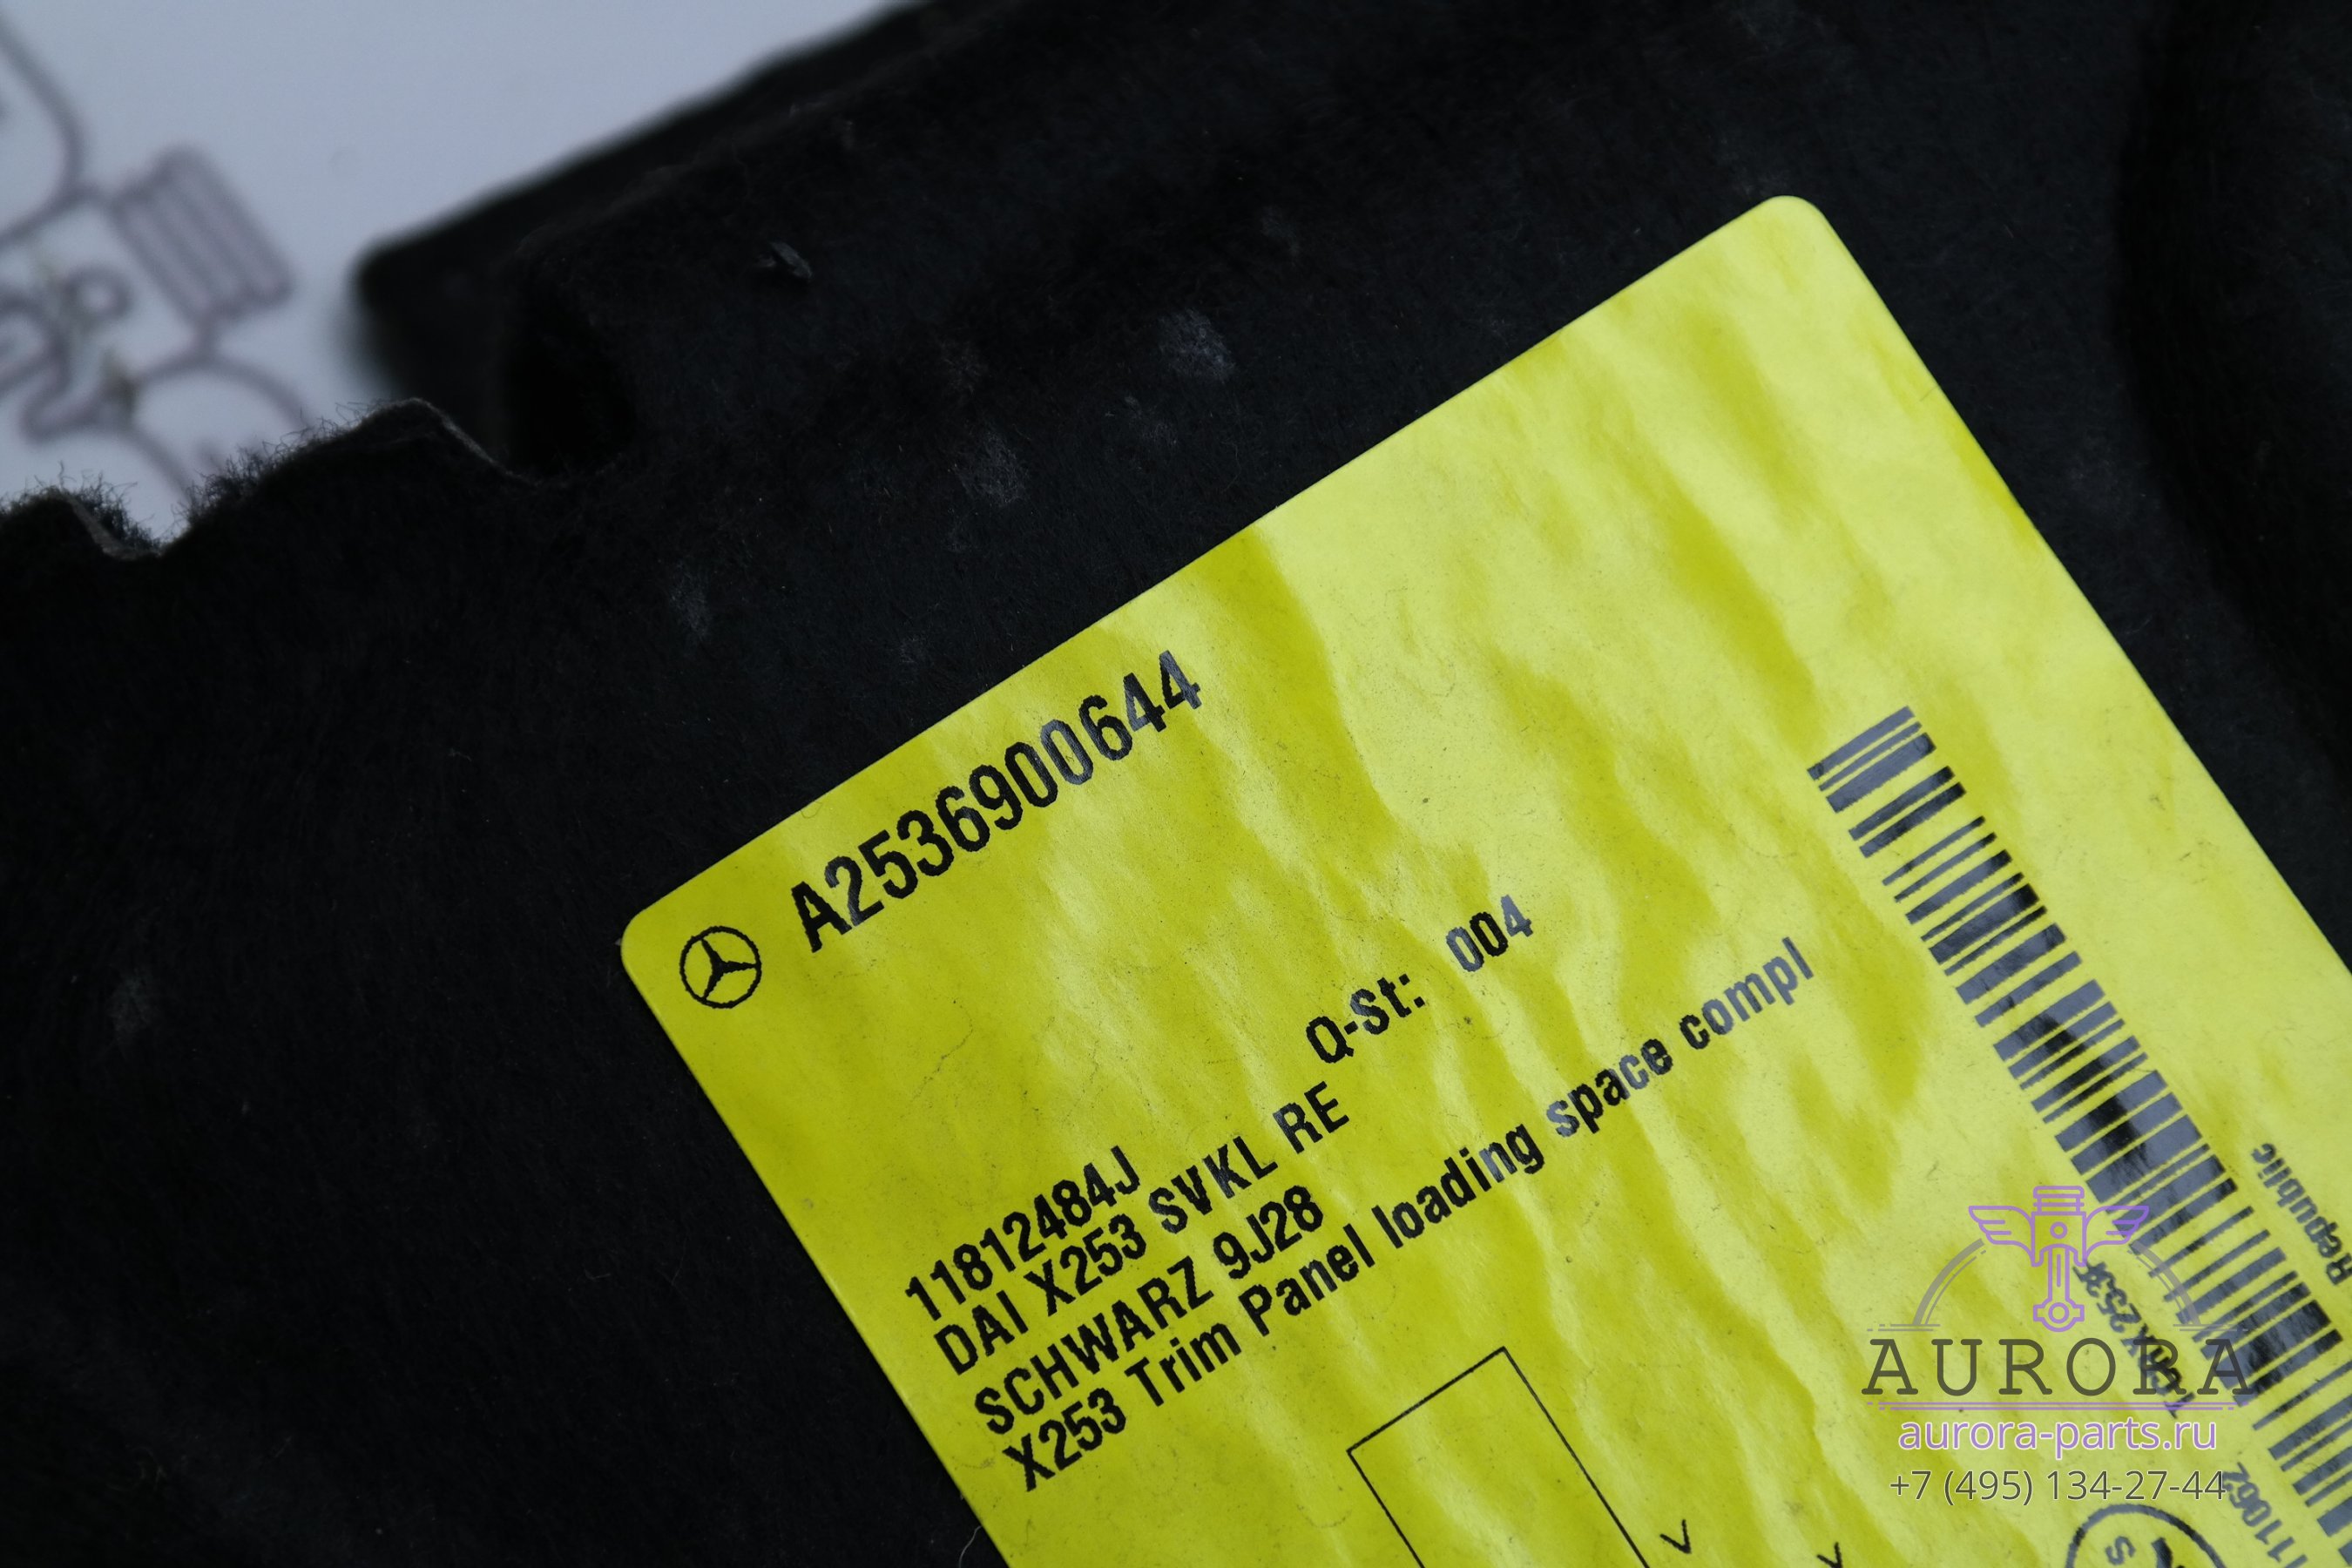 A2536900644
Q-St: 004
11812484J
DAI X253 SVKL RE
SCHWARZ 9J28
X253 Trim Panel loading space compl
Republic
AURORA
aurora-parts.ru
+7 (495) 134-27-44